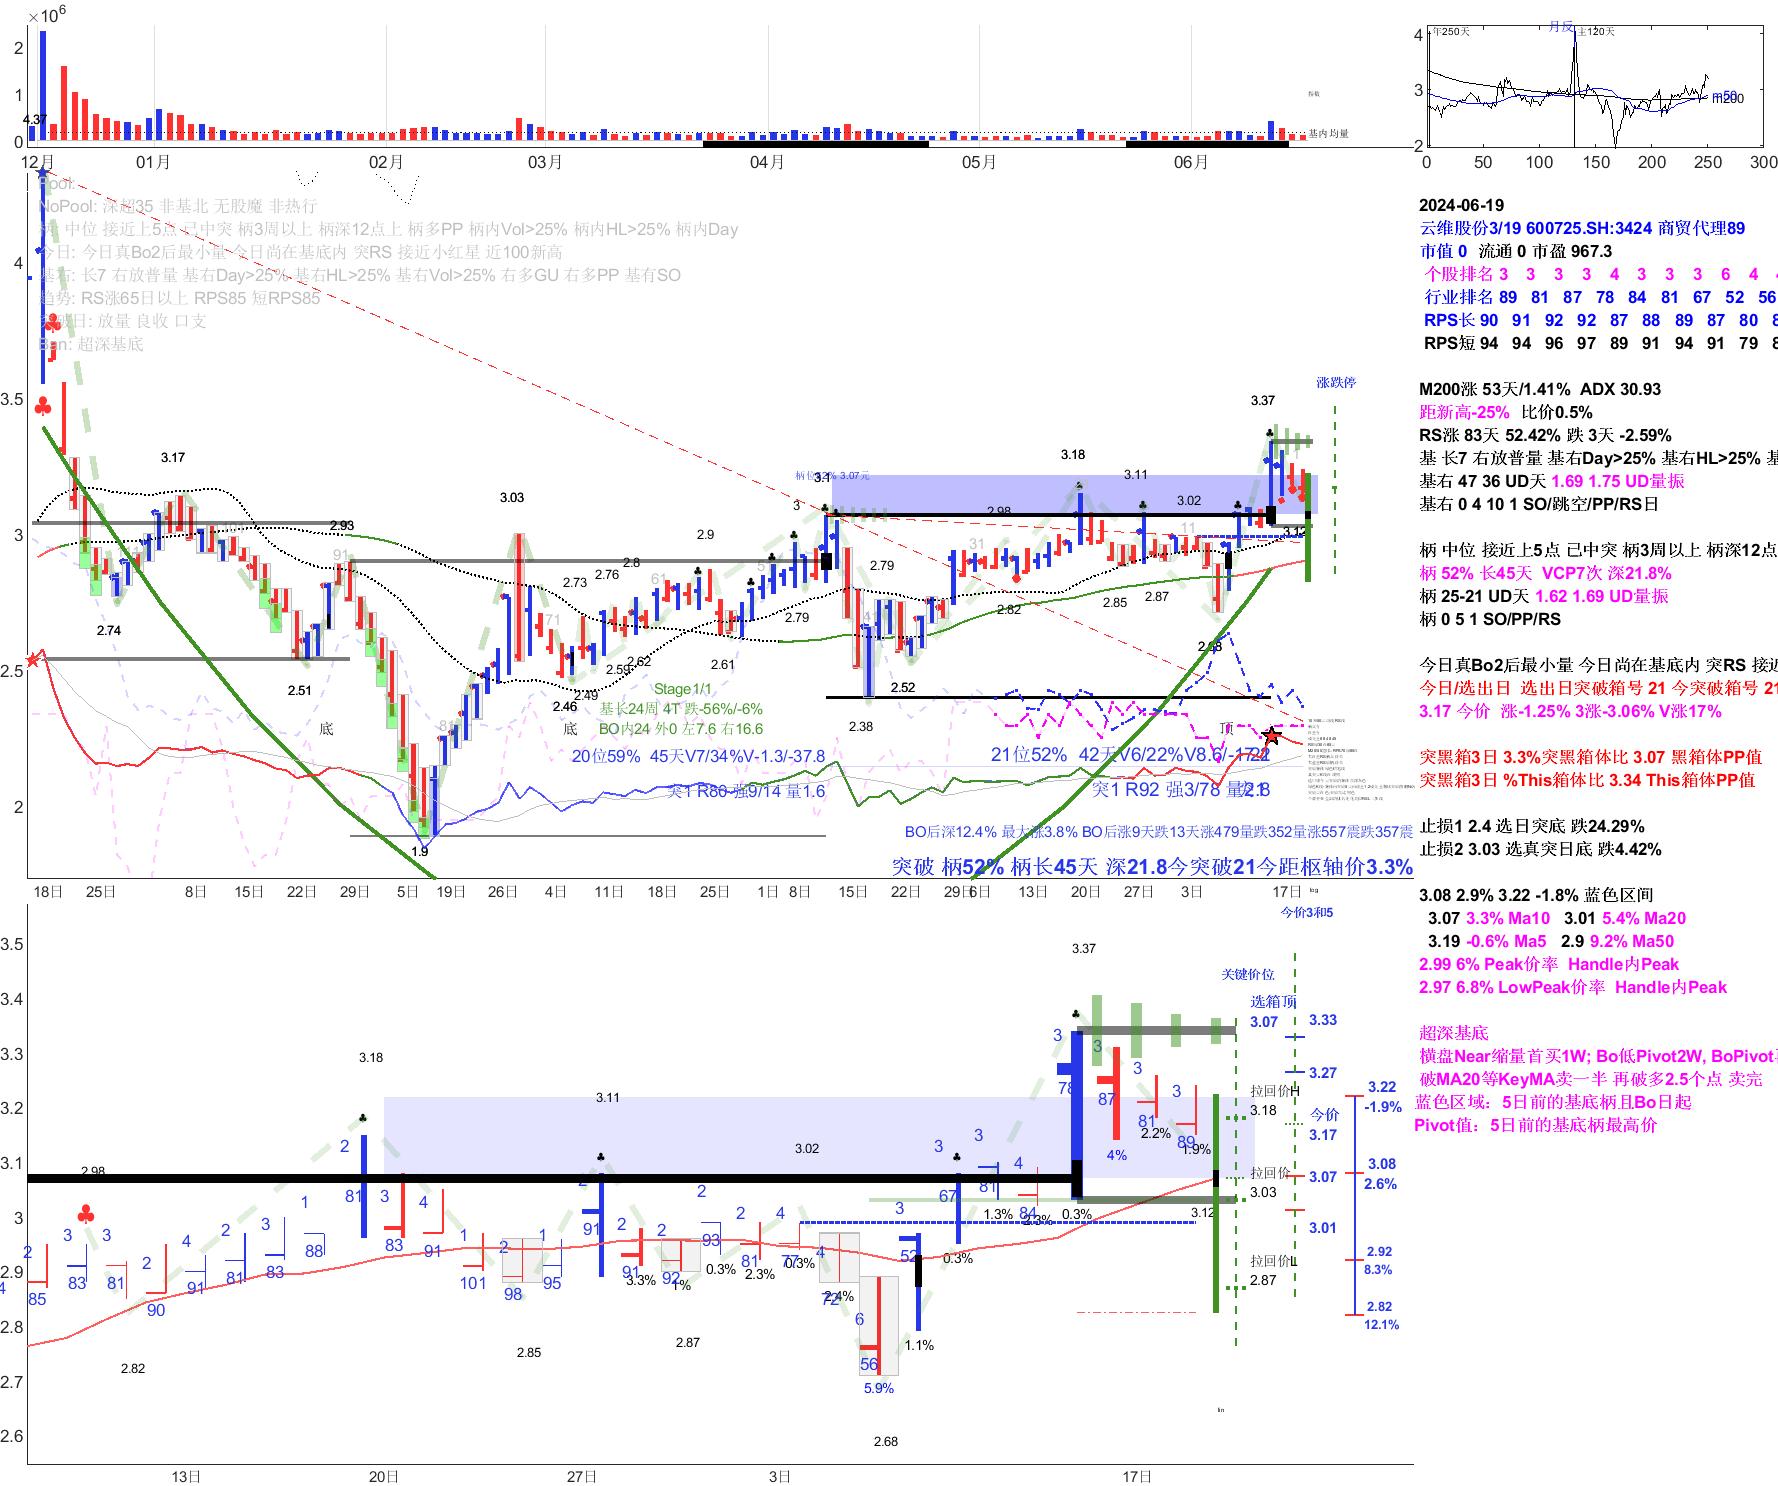 ×10⁶
2
1
0
4.37
基内均量
12月 01月 02月 03月 04月 05月 06月
4
3
2
年250天
月反
主120天
m50
m200
0 50 100 150 200 250 300
Pool:
NoPool: 深超35 非基北 无股魔 非热行
柄: 中位 接近上5点 己中突 柄3周以上 柄深12点上 柄多PP 柄内Vol>25% 柄内HL>25% 柄内Day
今日: 今日真Bo2后最小量 今日尚在基底内 突RS 接近小红星 近100新高
基右: 长7 右放普量 基右Day>25% 基右HL>25% 基右Vol>25% 右多GU 右多PP 基有SO
趋势: RS涨65日以上 RPS85 短RPS85
突破日: 放量 良收 口支
Ban: 超深基底
4
3.5
3
2.5
2
3.17
2.74
2.93
91
2.51
底
1.9
81
3.03
71
2.46
底
2.49
2.73
2.76
2.59
2.8
2.62
61
2.9
2.61
2.79
51
3
3.1
柄位52% 3.07元
2.79
2.38
2.52
31
2.98
2.82
3.18
2.85
3.11
2.87
3.02
11
2.68
3.37
1
3.12
顶
涨跌停
Stage1/1
基长24周 4T 跌-56%/-6%
BO内24 外0 左7.6 右16.6
20位59% 45天V7/34%V-1.3/-37.8
突1 R86 强9/14 量1.6
21位52% 42天V6/22%V8.6/-17.22
突1 R92 强3/78 量2.8
BO后深12.4% 最大涨3.8% BO后涨9天跌13天涨479量跌352量涨557震跌357震
突破 柄52% 柄长45天 深21.8今突破21今距枢轴价3.3%
18日 25日 8日 15日 22日 29日 5日 19日 26日 4日 11日 18日 25日 1日 8日 15日 22日 29日 6日 13日 20日 27日 3日 17日
log
2024-06-19
云维股份3/19 600725.SH:3424 商贸代理89
市值 0 流通 0 市盈 967.3
个股排名 3 3 3 3 4 3 3 3 6 4
行业排名 89 81 87 78 84 81 67 52 56
RPS长 90 91 92 92 87 88 89 87 80
RPS短 94 94 96 97 89 91 94 91 79
M200涨 53天/1.41% ADX 30.93
距新高-25% 比价0.5%
RS涨 83天 52.42% 跌 3天 -2.59%
基 长7 右放普量 基右Day>25% 基右HL>25%
基右 47 36 UD天 1.69 1.75 UD量振
基右 0 4 10 1 SO/跳空/PP/RS日
柄 中位 接近上5点 己中突 柄3周以上 柄深12点
柄 52% 长45天 VCP7次 深21.8%
柄 25-21 UD天 1.62 1.69 UD量振
柄 0 5 1 SO/PP/RS
今日真Bo2后最小量 今日尚在基底内 突RS 接近
今日/选出日 选出日突破箱号 21 今突破箱号 21
3.17 今价 涨-1.25% 3涨-3.06% V涨17%
突黑箱3日 3.3%突黑箱体比 3.07 黑箱体PP值
突黑箱3日 %This箱体比 3.34 This箱体PP值
止损1 2.4 选日突底 跌24.29%
止损2 3.03 选真突日底 跌4.42%
3.08 2.9% 3.22 -1.8% 蓝色区间
3.07 3.3% Ma10 3.01 5.4% Ma20
3.19 -0.6% Ma5 2.9 9.2% Ma50
2.99 6% Peak价率 Handle内Peak
2.97 6.8% LowPeak价率 Handle内Peak
超深基底
横盘Near缩量首买1W; Bo低Pivot2W, BoPivot
破MA20等KeyMA卖一半 再破多2.5个点 卖完
蓝色区域：5日前的基底柄且Bo日起
Pivot值：5日前的基底柄最高价
3.5
3.4
3.3
3.2
3.1
3
2.9
2.8
2.7
2.6
2.98
2.82
3.18
2.85
3.11
2.87
3.02
2.68
3.37
3.12
2 3 3 2 4 2 3 1 2 3 4 1 2 1 2 2 2 2 2 4 4 6 3 3 3 4 3 3 3 3
85 83 81 90 91 81 83 88 81 83 91 101 98 95 91 91 92 93 81 77 72 56 52 67 81 84 78 87 81 89
3.3% 1% 0.3% 2.3% 0.3% 2.4% 5.9% 1.1% 0.3% 1.3% 2.3% 0.3% 4% 2.2% 1.9%
今价3和5
关键价位
选箱顶
3.07
拉回价H
3.18
拉回价
3.03
拉回价L
2.87
3.33
3.27
今价
3.17
3.07
3.01
3.22
-1.9%
3.08
2.6%
2.92
8.3%
2.82
12.1%
lin
13日 20日 27日 3日 17日